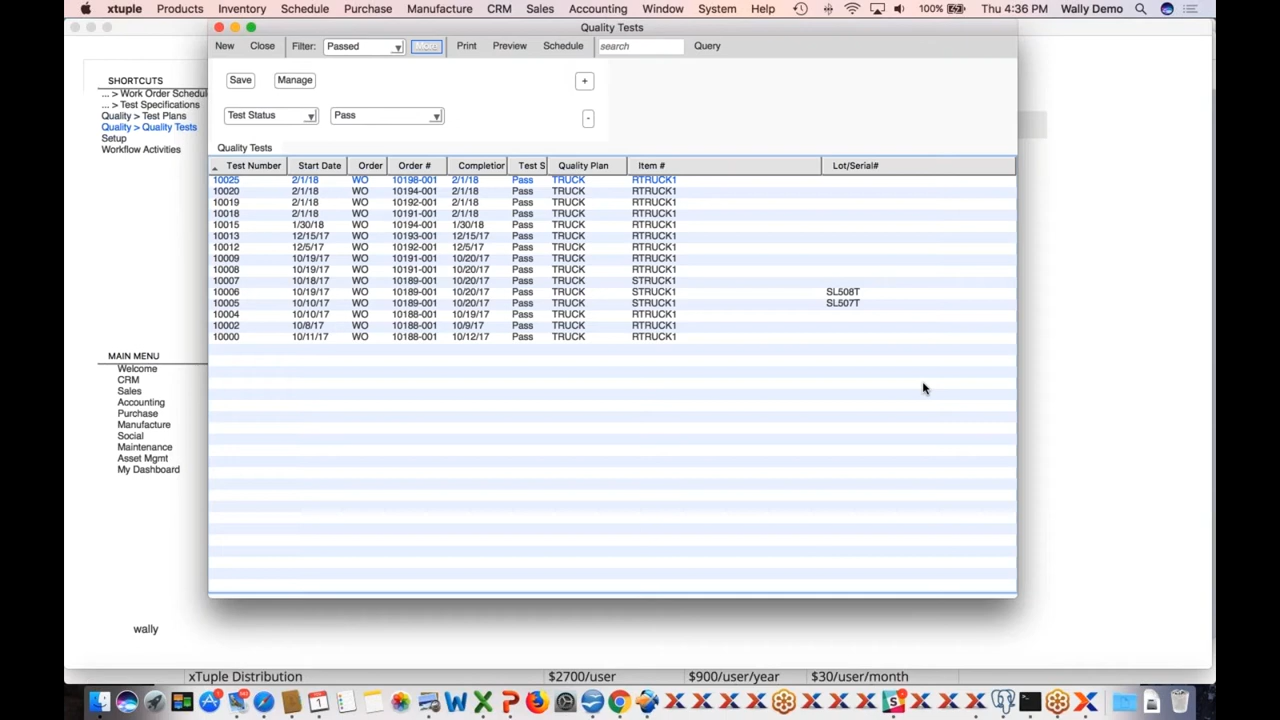 xtuple Products Inventory Schedule Purchase Manufacture CRM Sales Accounting Window System Help 100% Thu 4:36 PM Wally Demo
Quality Tests
New Close Filter: Passed More Print Preview Schedule search Query
Save Manage +
Test Status Pass -
Quality Tests
Test Number Start Date Order Order # Completion Test S Quality Plan Item # Lot/Serial#
10025 2/1/18 WO 10198-001 2/1/18 Pass TRUCK RTRUCK1
10020 2/1/18 WO 10194-001 2/1/18 Pass TRUCK RTRUCK1
10019 2/1/18 WO 10192-001 2/1/18 Pass TRUCK RTRUCK1
10018 2/1/18 WO 10191-001 2/1/18 Pass TRUCK RTRUCK1
10015 1/30/18 WO 10194-001 1/30/18 Pass TRUCK RTRUCK1
10013 12/15/17 WO 10193-001 12/15/17 Pass TRUCK RTRUCK1
10012 12/5/17 WO 10192-001 12/5/17 Pass TRUCK RTRUCK1
10009 10/19/17 WO 10191-001 10/20/17 Pass TRUCK RTRUCK1
10008 10/19/17 WO 10191-001 10/20/17 Pass TRUCK RTRUCK1
10007 10/18/17 WO 10189-001 10/20/17 Pass TRUCK STRUCK1
10006 10/19/17 WO 10189-001 10/20/17 Pass TRUCK STRUCK1 SL508T
10005 10/10/17 WO 10189-001 10/20/17 Pass TRUCK STRUCK1 SL507T
10004 10/10/17 WO 10188-001 10/19/17 Pass TRUCK RTRUCK1
10002 10/8/17 WO 10188-001 10/9/17 Pass TRUCK RTRUCK1
10000 10/11/17 WO 10188-001 10/12/17 Pass TRUCK RTRUCK1
SHORTCUTS
... > Work Order Schedul
... > Test Specifications
Quality > Test Plans
Quality > Quality Tests
Setup
Workflow Activities
MAIN MENU
Welcome
CRM
Sales
Accounting
Purchase
Manufacture
Social
Maintenance
Asset Mgmt
My Dashboard
wally
xTuple Distribution $2700/user $900/user/year $30/user/month